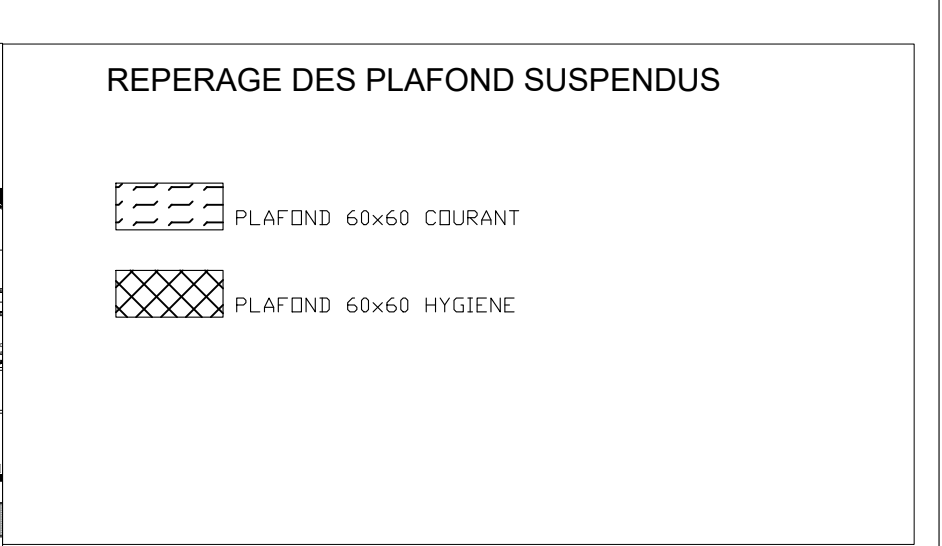 REPERAGE DES PLAFOND SUSPENDUS
PLAFOND 60x60 COURANT
PLAFOND 60x60 HYGIENE